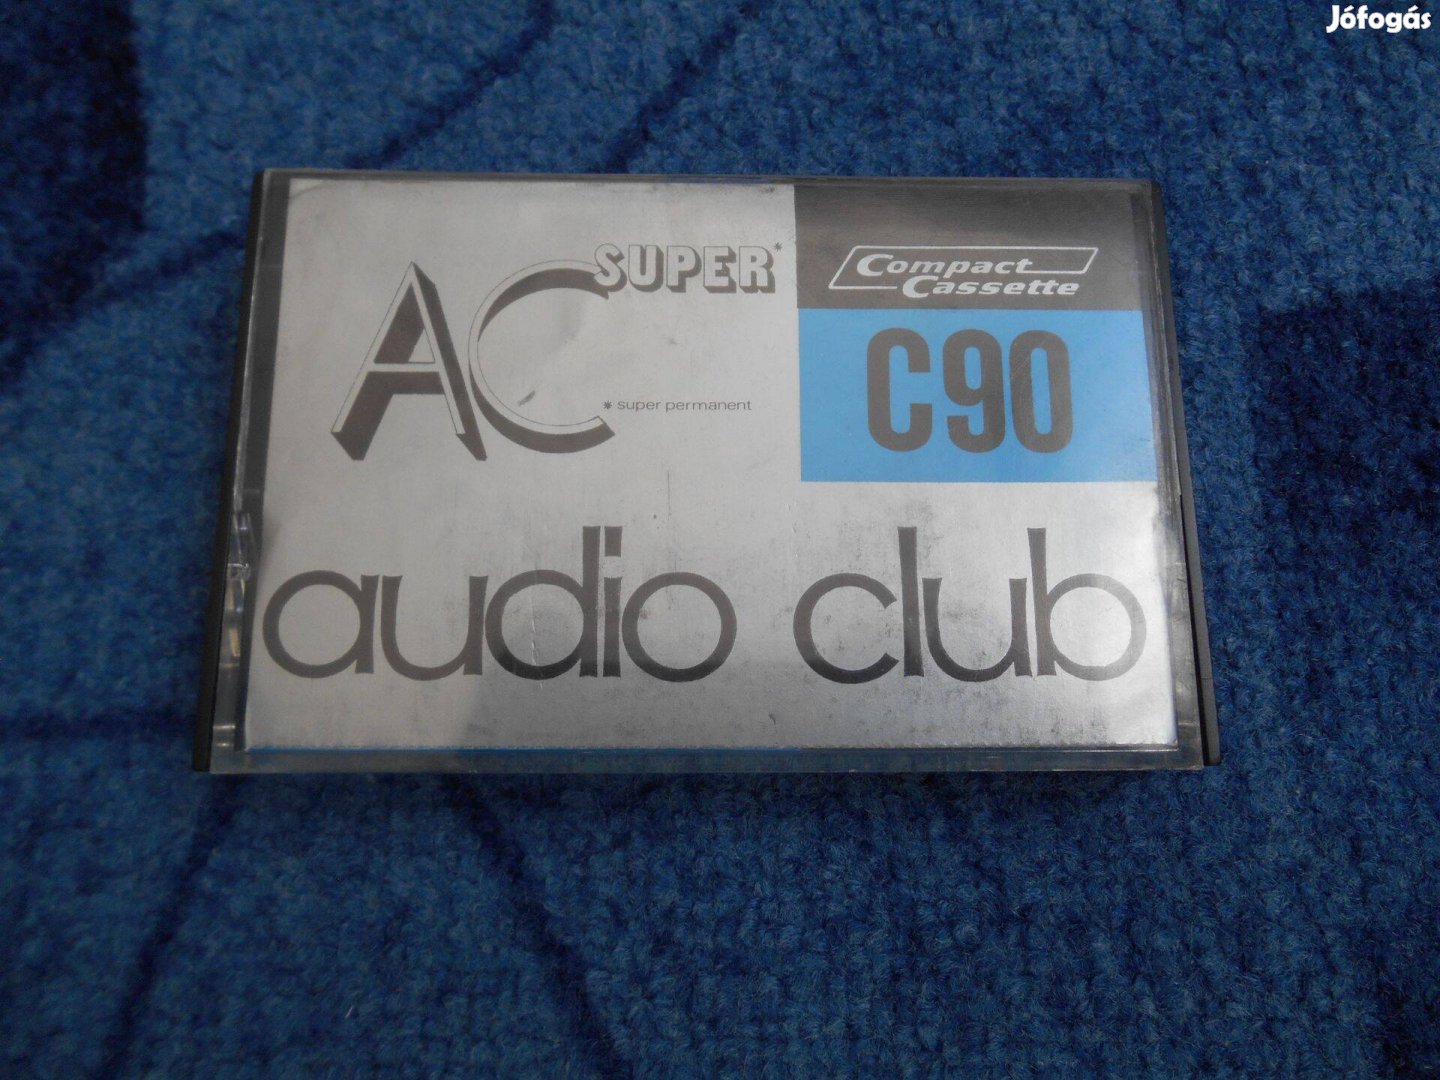 Jófogás
AC SUPER*
* super permanent
Compact
Cassette
C90
audio club